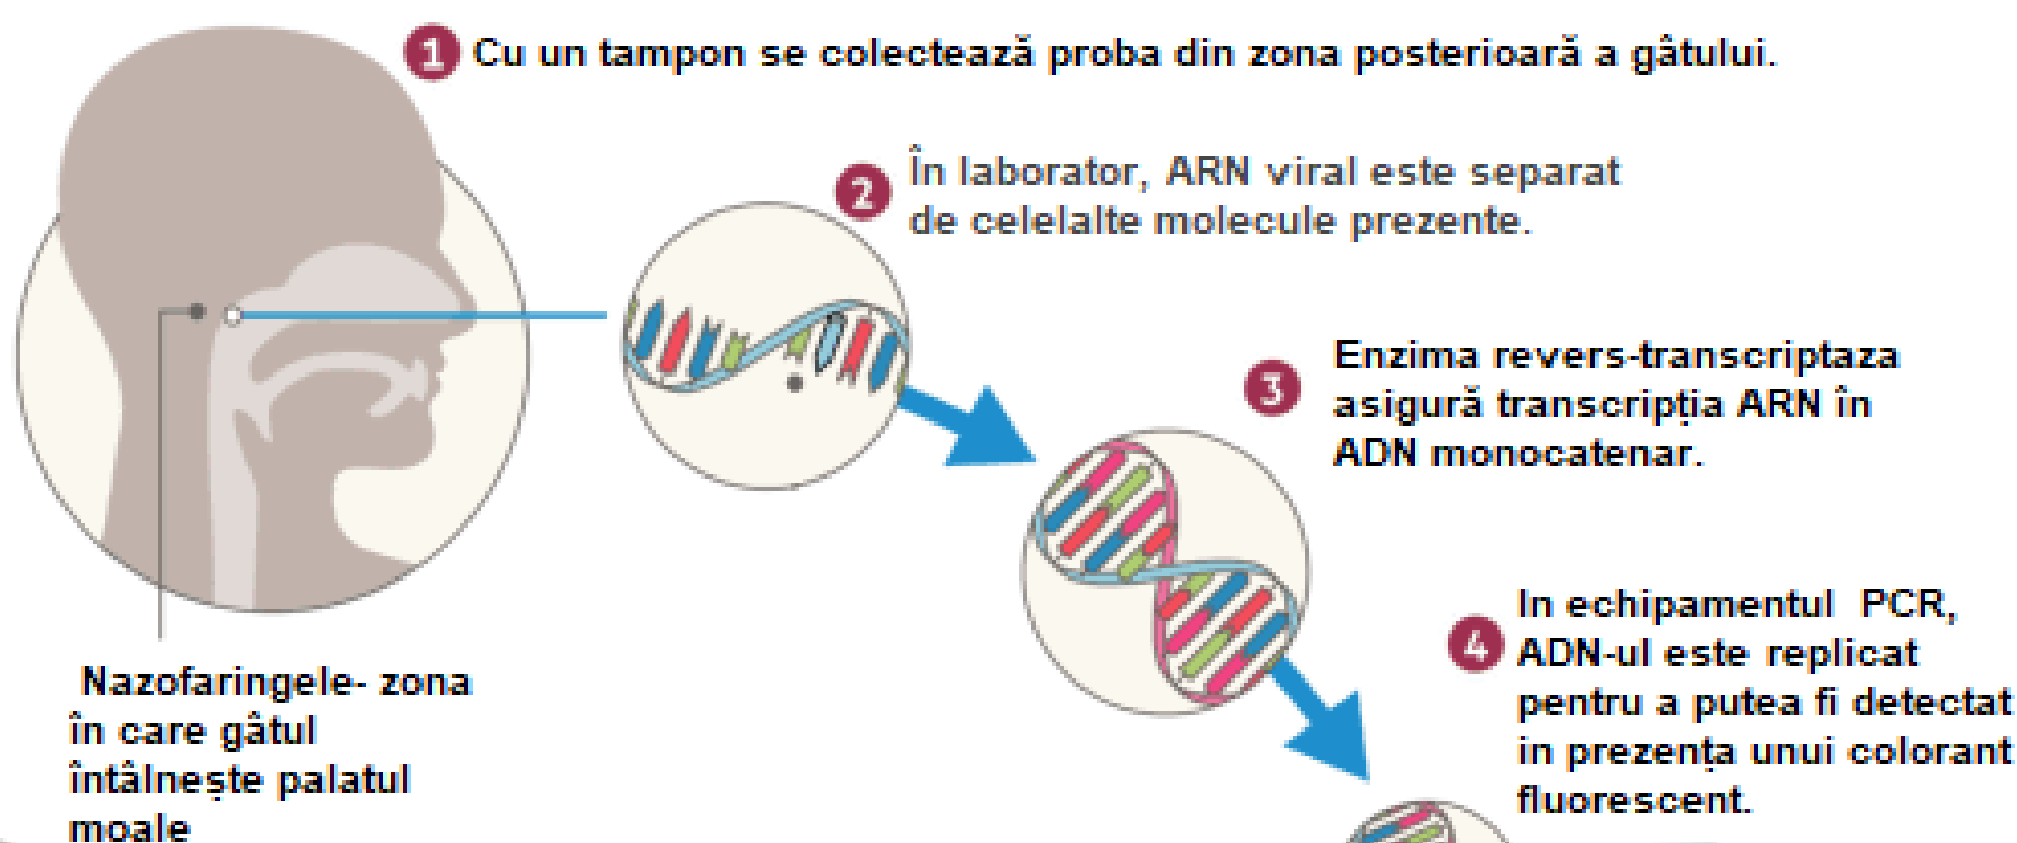 1 Cu un tampon se colectează proba din zona posterioară a gâtului.
2 În laborator, ARN viral este separat
de celelalte molecule prezente.
3 Enzima revers-transcriptaza
asigură transcripția ARN în
ADN monocatenar.
4 In echipamentul PCR,
ADN-ul este replicat
pentru a putea fi detectat
in prezența unui colorant
fluorescent.
Nazofaringele- zona
în care gâtul
întâlnește palatul
moale